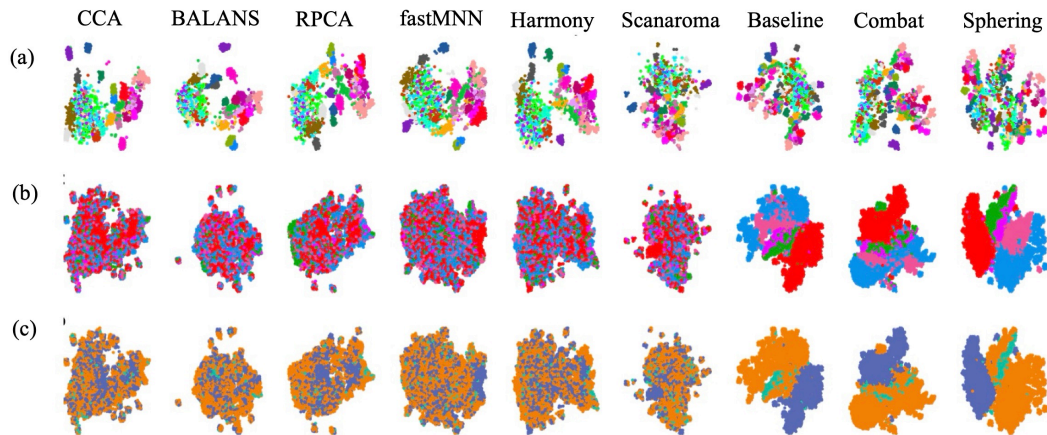 CCA BALANS RPCA fastMNN Harmony Scanaroma Baseline Combat Sphering
(a)
(b)
(c)